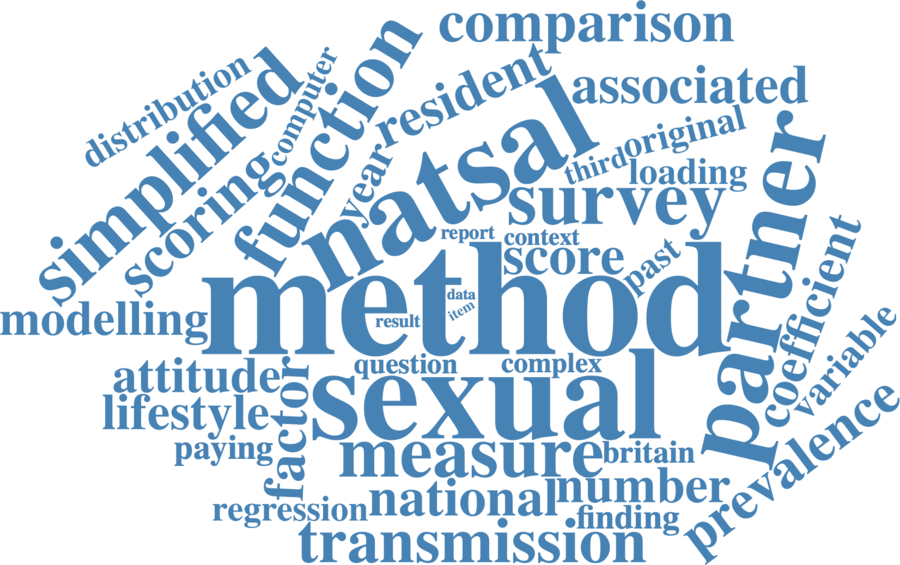 comparison
distribution
simplified
computer
function
resident
natsal
associated
scoring
year
third
original
loading
survey
partner
report
context
score
past
method
data
item
result
modelling
coefficient
variable
question
complex
attitude
sexual
lifestyle
factor
prevalence
paying
measure
britain
regression
national
number
finding
transmission